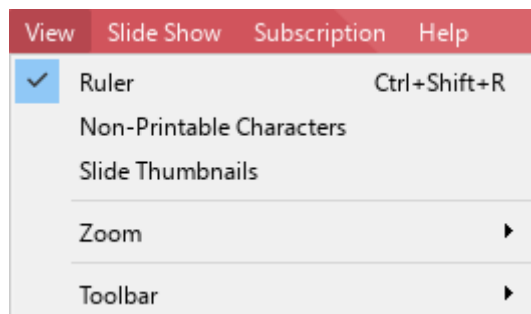 View Slide Show Subscription Help
Ruler Ctrl+Shift+R
Non-Printable Characters
Slide Thumbnails
Zoom
Toolbar